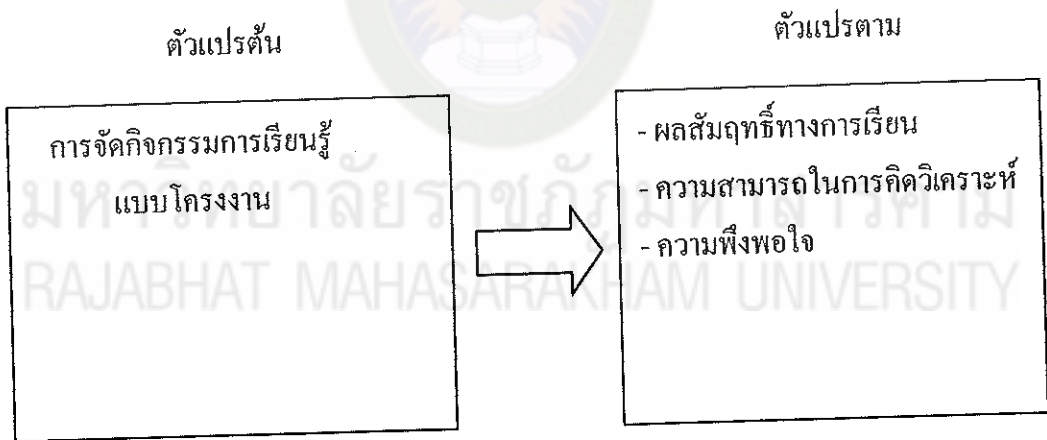 ตัวแปรต้น
ตัวแปรตาม
การจัดกิจกรรมการเรียนรู้
แบบโครงงาน
- ผลสัมฤทธิ์ทางการเรียน
- ความสามารถในการคิดวิเคราะห์
- ความพึงพอใจ
มหาวิทยาลัยราชภัฏมหาสารคาม
RAJABHAT MAHASARAKHAM UNIVERSITY